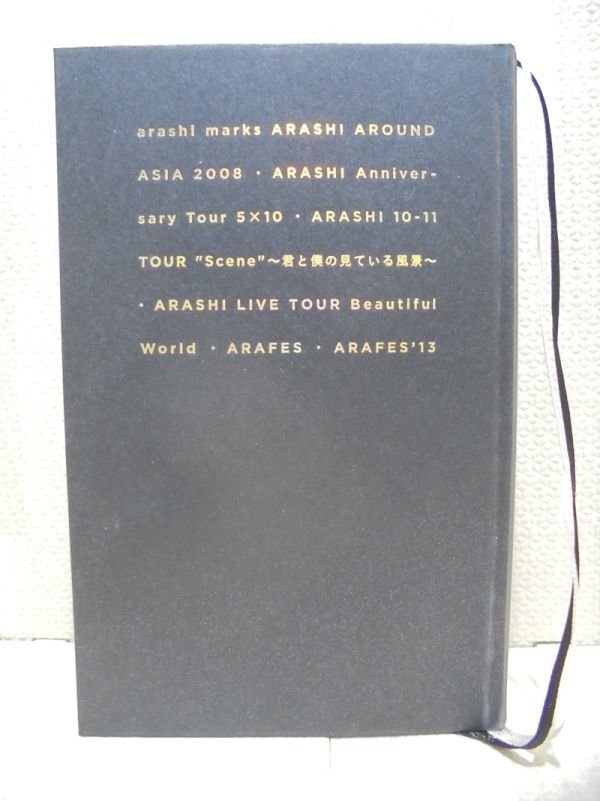 arashi marks ARASHI AROUND
ASIA 2008 · ARASHI Anniver-
sary Tour 5×10 · ARASHI 10-11
TOUR "Scene"～君と僕の見ている風景～
· ARASHI LIVE TOUR Beautiful
World · ARAFES · ARAFES'13